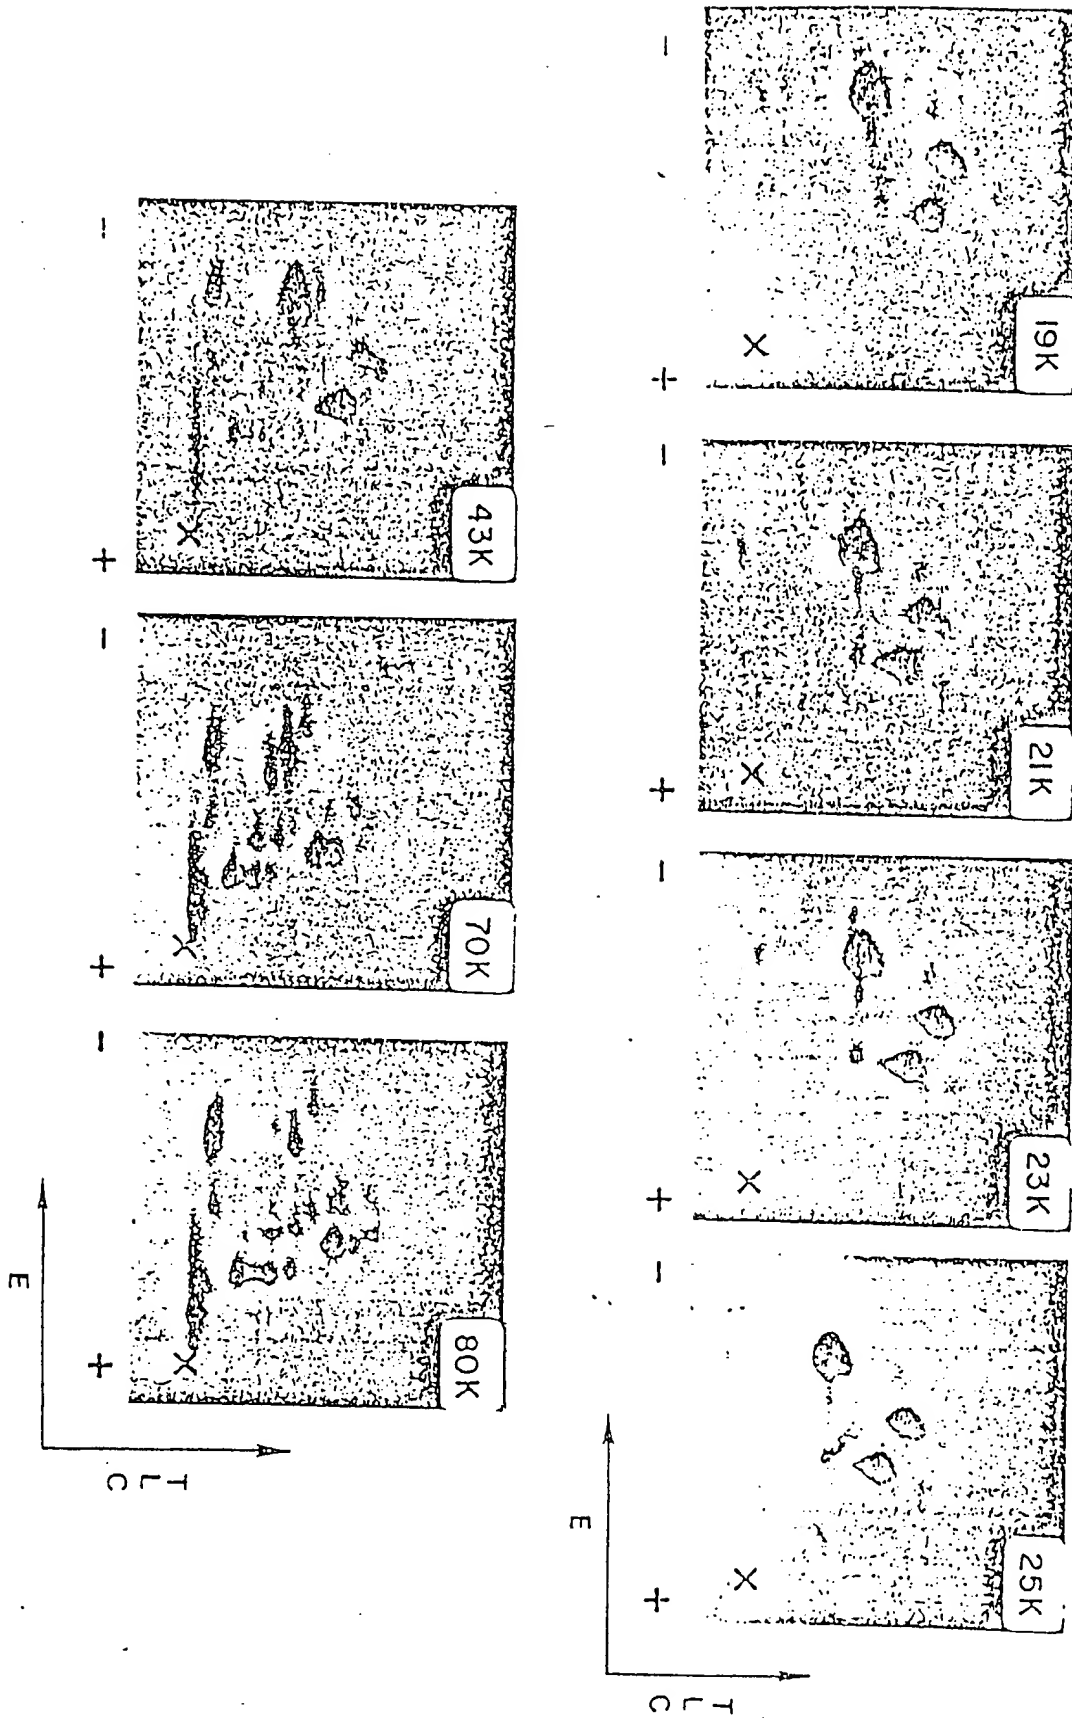 − 19K +
− 21K +
− 23K +
− 25K +
X X X X
E
TLC
− 43K +
− 70K +
− 80K +
X X X
E
TLC